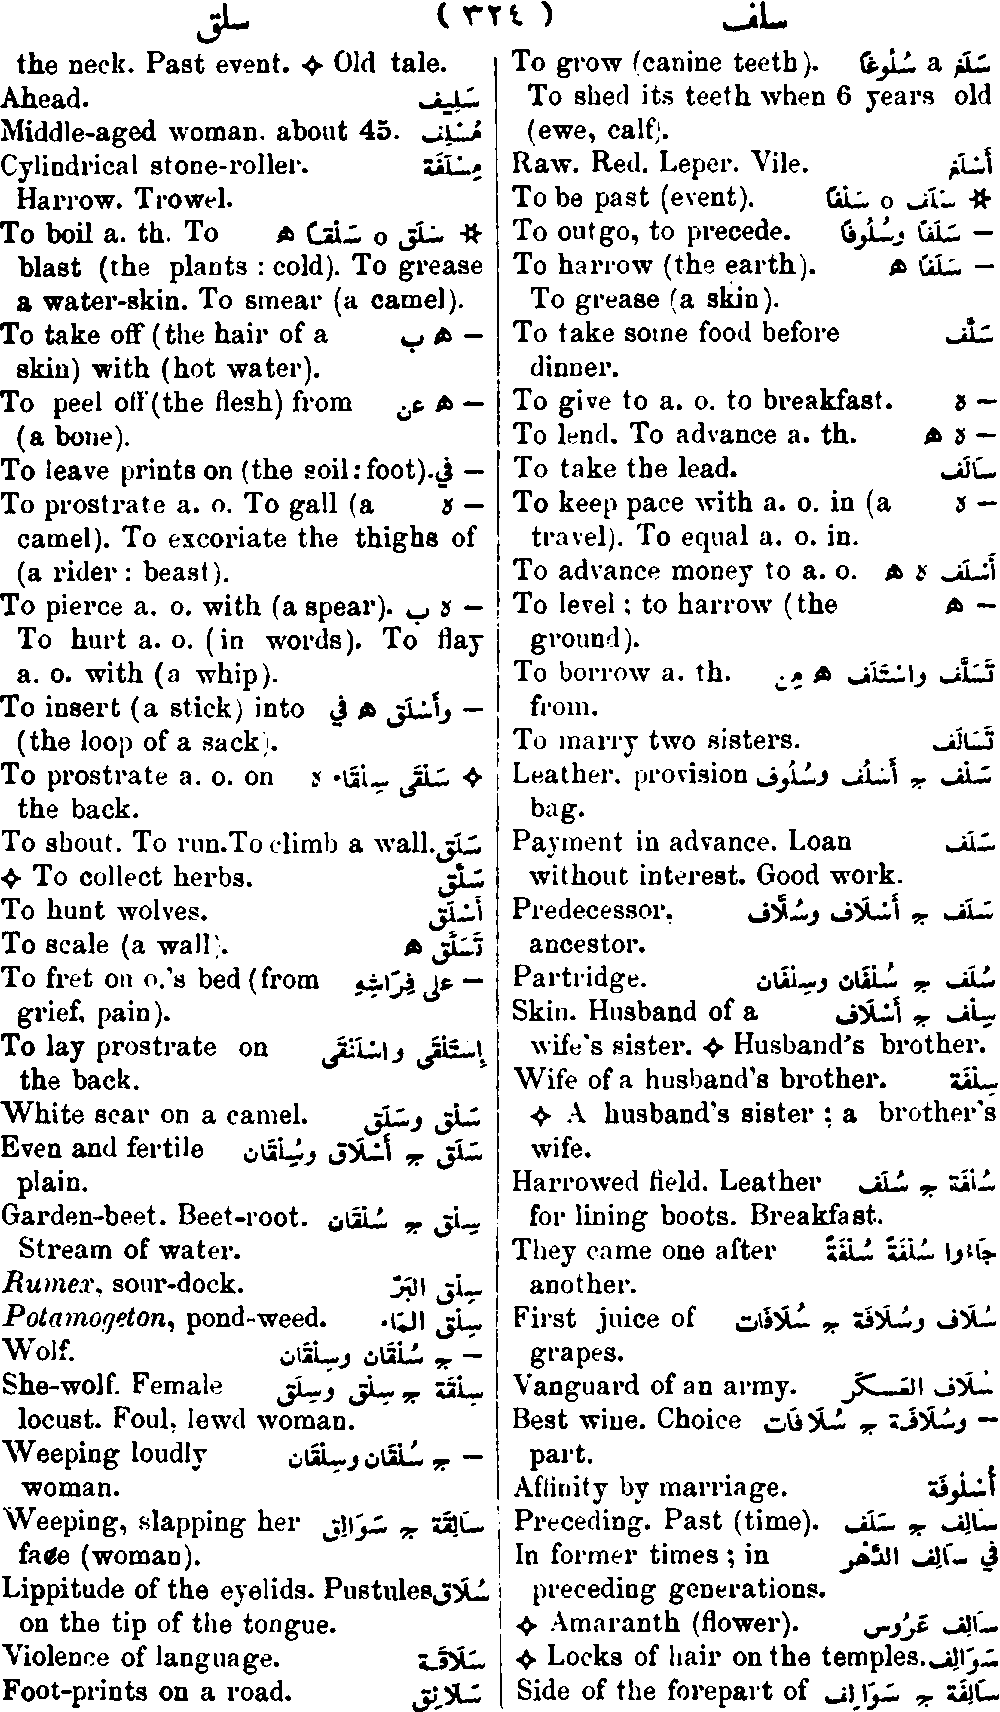 سلف ( ٣٢٤ ) سلق
To grow (canine teeth). سَلَغَ a سُلُوغًا
To shed its teeth when 6 years old
(ewe, calf).
Raw. Red. Leper. Vile. أَسْلَغ
To be past (event). ✲ سَلَف o سَلَفًا
To outgo, to precede. — سَلَفًا وسُلُوفًا
To harrow (the earth). — سَلْفًا ه
To grease (a skin).
To take some food before سَلَّف
dinner.
To give to a. o. to breakfast. — ة
To lend. To advance a. th. — ة ه
To take the lead. سَالَف
To keep pace with a. o. in (a — ة
travel). To equal a. o. in.
To advance money to a. o. أَسْلَف ة ه
To level ; to harrow (the — ه
ground).
To borrow a. th. تَسَلَّف واسْتَلَف ه مِن
from.
To marry two sisters. تَسَالَف
Leather. provision سَلْف ج أَسْلُف وسُلُوف
bag.
Payment in advance. Loan سَلَف
without interest. Good work.
Predecessor, سَلَف ج أَسْلَاف وسُلَّاف
ancestor.
Partridge. سُلَف ج سُلْفَان وسِلْفَان
Skin. Husband of a سِلْف ج أَسْلَاف
wife's sister. ✧ Husband's brother.
Wife of a husband's brother. سِلْفَة
✧ A husband's sister ; a brother's
wife.
Harrowed field. Leather سُلْفَة ج سُلَف
for lining boots. Breakfast.
They came one after جَاءُوا سُلْفَةً سُلْفَةً
another.
First juice of سُلَاف وسُلَافَة ج سُلَافَات
grapes.
Vanguard of an army. سُلَاف العَسْكَر
Best wine. Choice — وسُلَافَة ج سُلَافَات
part.
Affinity by marriage. أُسْلُوفَة
Preceding. Past (time). سَالِف ج سَلَف
In former times ; in في سَالِف الدَّهْر
preceding generations.
✧ Amaranth (flower). سَالِف عَرُوس
✧ Locks of hair on the temples. سَوَالِف
Side of the forepart of سَالِفَة ج سَوَالِف
the neck. Past event. ✧ Old tale.
Ahead. سَلِيف
Middle-aged woman. about 45. مُسْلِف
Cylindrical stone-roller. مِسْلَفَة
Harrow. Trowel.
To boil a. th. To ✲ سَلَق o سَلْقًا ه
blast (the plants : cold). To grease
a water-skin. To smear (a camel).
To take off (the hair of a — ه ب
skin) with (hot water).
To peel off (the flesh) from — ه عن
(a bone).
To leave prints on (the soil: foot). — في
To prostrate a. o. To gall (a — ة
camel). To excoriate the thighs of
(a rider : beast).
To pierce a. o. with (a spear). — ة ب
To hurt a. o. (in words). To flay
a. o. with (a whip).
To insert (a stick) into — وأَسْلَق ه في
(the loop of a sack).
To prostrate a. o. on ✧ سَلْقَى سِلْقَاء ة
the back.
To shout. To run. To climb a wall. سَلَق
✧ To collect herbs. سَلَّق
To hunt wolves. أَسْلَق
To scale (a wall). تَسَلَّق ه
To fret on o.'s bed (from — على فِرَاشِهِ
grief, pain).
To lay prostrate on إِسْتَلْقَى واسْلَنْقَى
the back.
White scar on a camel. سَلْق وسَلَق
Even and fertile سَلَق ج أَسْلَاق وسُلْقَان
plain.
Garden-beet. Beet-root. سِلْق ج سُلْقَان
Stream of water.
Rumex, sour-dock. سِلْق البَرّ
Potamogeton, pond-weed. سِلْق المَاء
Wolf. — ج سُلْقَان وسِلْقَان
She-wolf. Female سِلْقَة ج سِلْق وسِلَق
locust. Foul, lewd woman.
Weeping loudly — ج سُلْقَان وسِلْقَان
woman.
Weeping, slapping her سَالِقَة ج سَوَالِق
face (woman).
Lippitude of the eyelids. Pustules سُلَاق
on the tip of the tongue.
Violence of language. سَلَاقَة
Foot-prints on a road. سَلَائِق